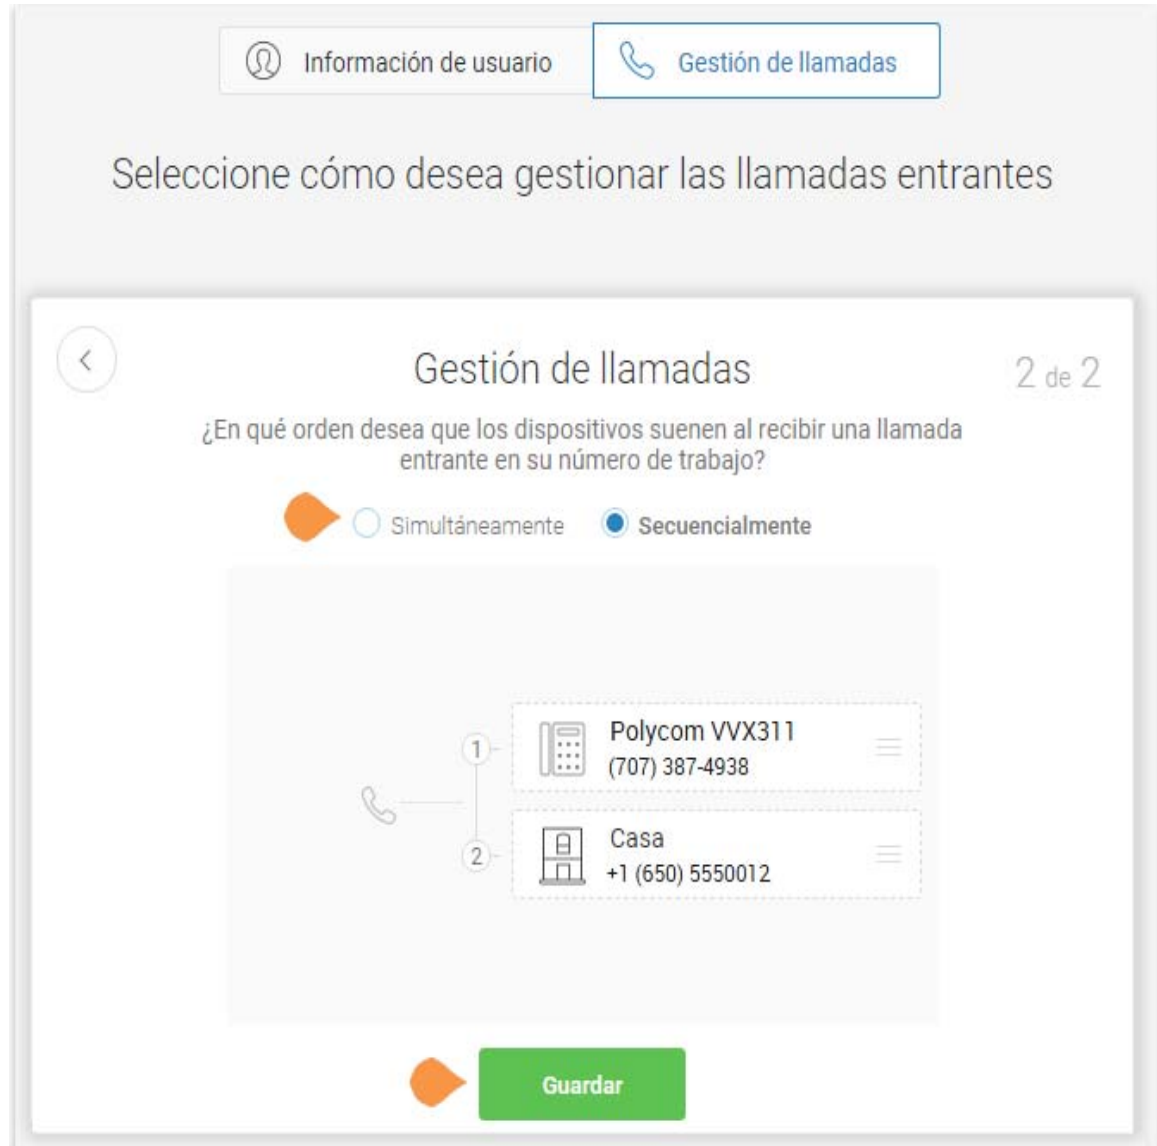 Información de usuario
Gestión de llamadas
Seleccione cómo desea gestionar las llamadas entrantes
Gestión de llamadas
2 de 2
¿En qué orden desea que los dispositivos suenen al recibir una llamada
entrante en su número de trabajo?
Simultáneamente
Secuencialmente
1
Polycom VVX311
(707) 387-4938
2
Casa
+1 (650) 5550012
Guardar